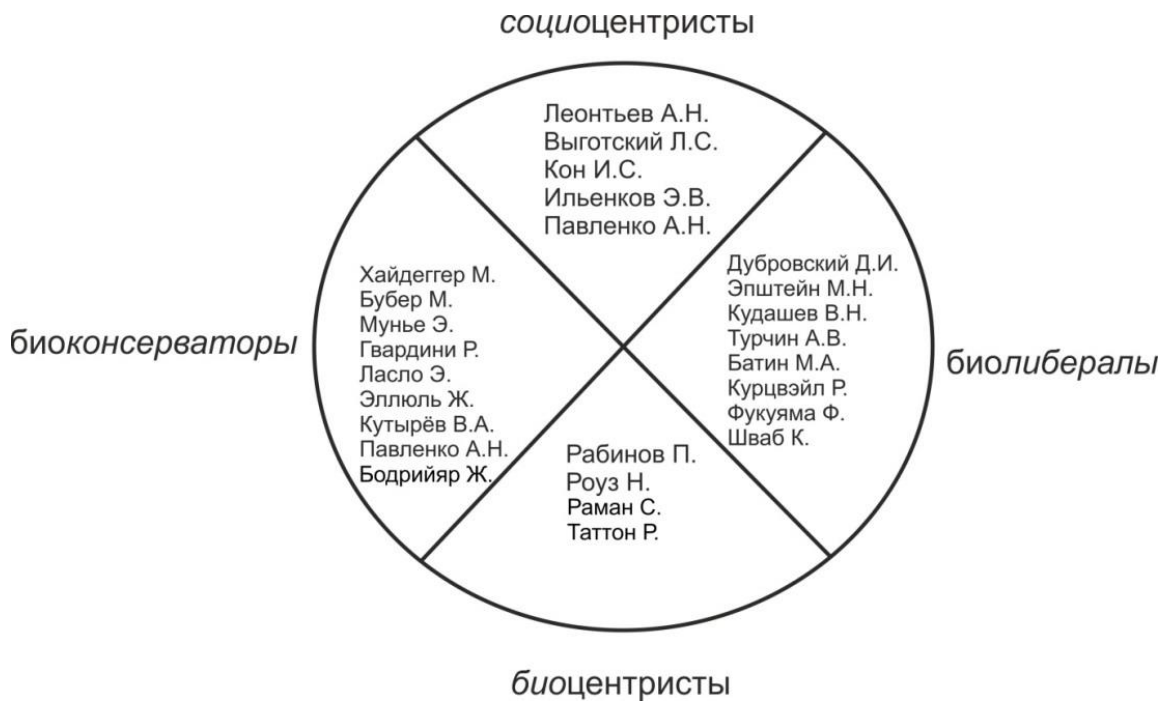 социоцентристы
Леонтьев А.Н.
Выготский Л.С.
Кон И.С.
Ильенков Э.В.
Павленко А.Н.
биоконсерваторы
Хайдеггер М.
Бубер М.
Мунье Э.
Гвардини Р.
Ласло Э.
Эллюль Ж.
Кутырёв В.А.
Павленко А.Н.
Бодрийяр Ж.
Дубровский Д.И.
Эпштейн М.Н.
Кудашев В.Н.
Турчин А.В.
Батин М.А.
Курцвэйл Р.
Фукуяма Ф.
Шваб К.
биолибералы
Рабинов П.
Роуз Н.
Раман С.
Таттон Р.
биоцентристы